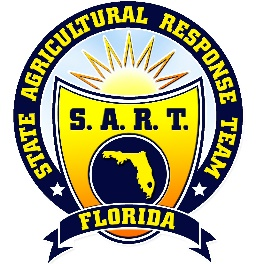 STATE AGRICULTURAL RESPONSE TEAM
S. A. R. T.
FLORIDA